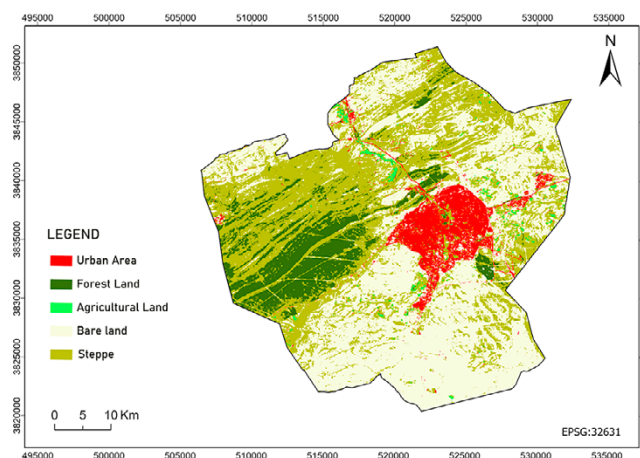 495000 500000 505000 510000 515000 520000 525000 530000 535000
N
3850000
3845000
3840000
3835000
3830000
3825000
3820000
LEGEND
Urban Area
Forest Land
Agricultural Land
Bare land
Steppe
0 5 10 Km
EPSG:32631
495000 500000 505000 510000 515000 520000 525000 530000 535000